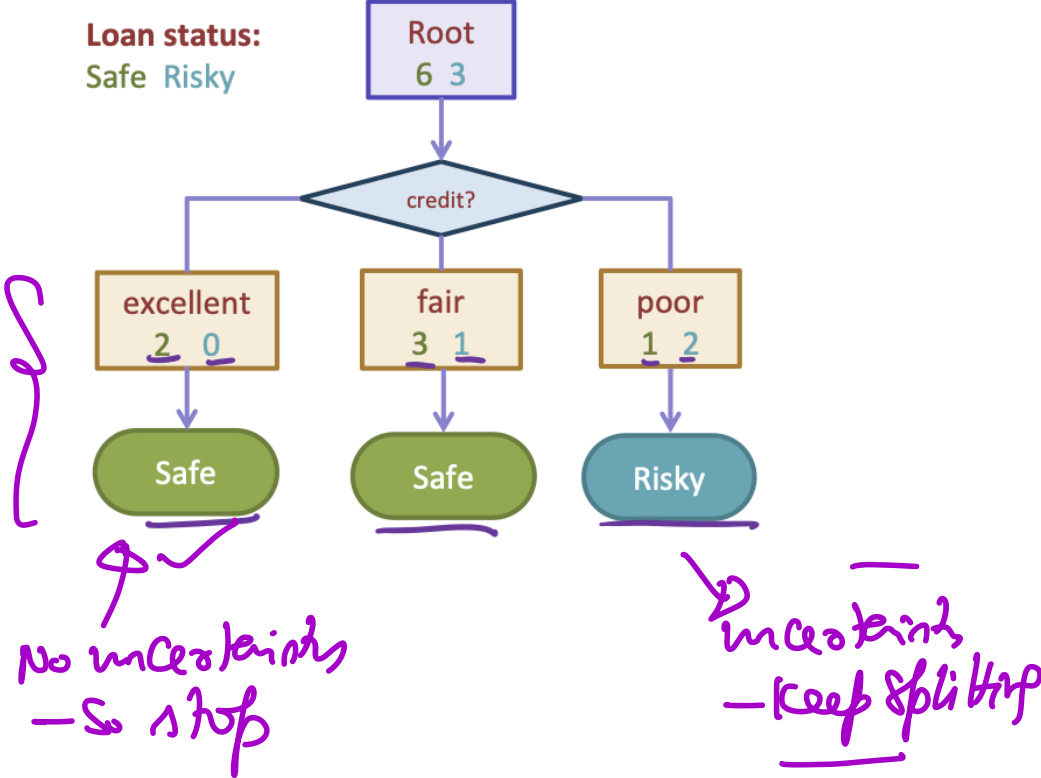 Loan status:
Safe Risky
Root
6 3
credit?
excellent
2 0
fair
3 1
poor
1 2
Safe
Safe
Risky
No uncertainty
— So stop
uncertainty
— Keep splitting